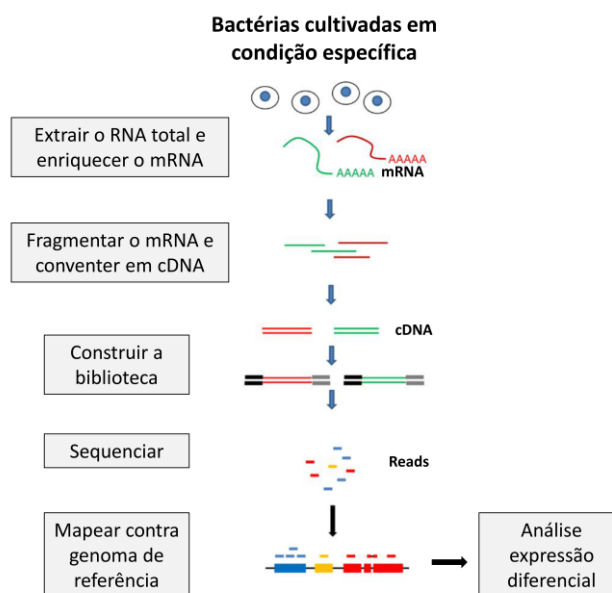 Bactérias cultivadas em
condição específica
Extrair o RNA total e
enriquecer o mRNA
AAAAA
AAAAA
mRNA
Fragmentar o mRNA e
conventer em cDNA
cDNA
Construir a
biblioteca
Sequenciar
Reads
Mapear contra
genoma de
referência
Análise
expressão
diferencial